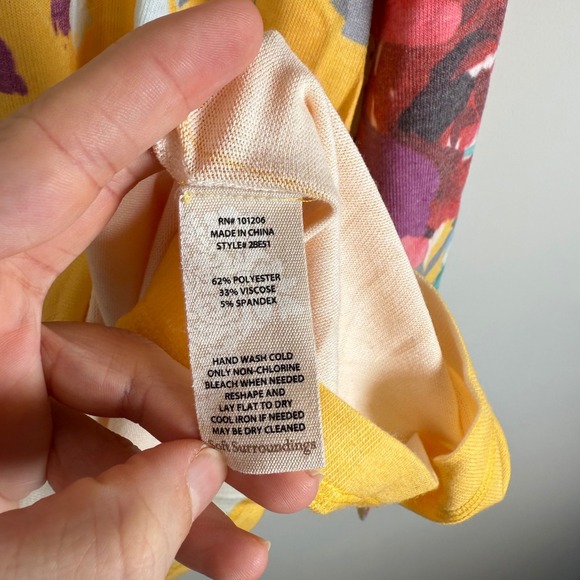 RN# 101206
MADE IN CHINA
STYLE# 2BE51
62% POLYESTER
33% VISCOSE
5% SPANDEX
HAND WASH COLD
ONLY NON-CHLORINE
BLEACH WHEN NEEDED
RESHAPE AND
LAY FLAT TO DRY
COOL IRON IF NEEDED
MAY BE DRY CLEANED
Soft Surroundings